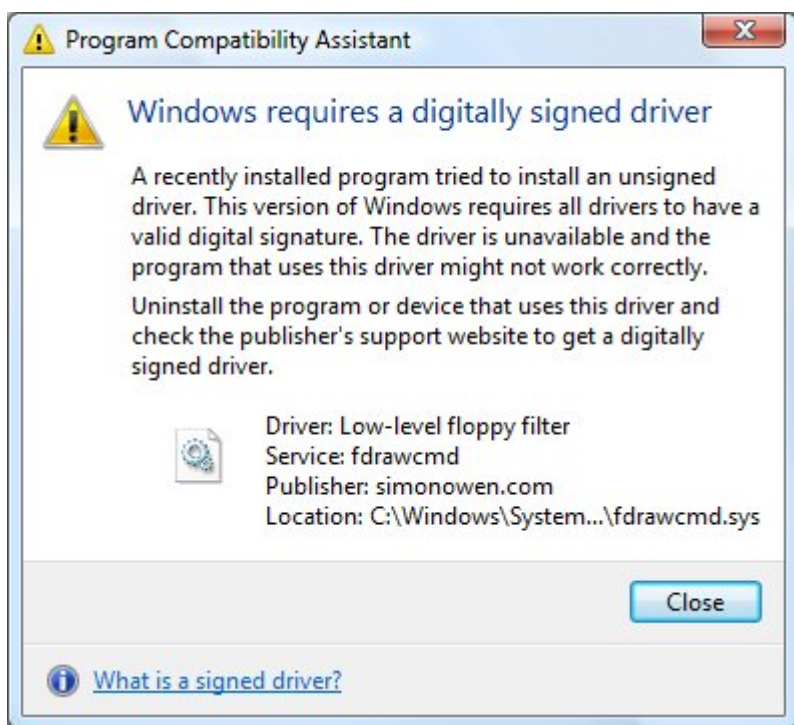 Program Compatibility Assistant
Windows requires a digitally signed driver
A recently installed program tried to install an unsigned
driver. This version of Windows requires all drivers to have a
valid digital signature. The driver is unavailable and the
program that uses this driver might not work correctly.
Uninstall the program or device that uses this driver and
check the publisher's support website to get a digitally
signed driver.
Driver: Low-level floppy filter
Service: fdrawcmd
Publisher: simonowen.com
Location: C:\Windows\System...\fdrawcmd.sys
Close
What is a signed driver?